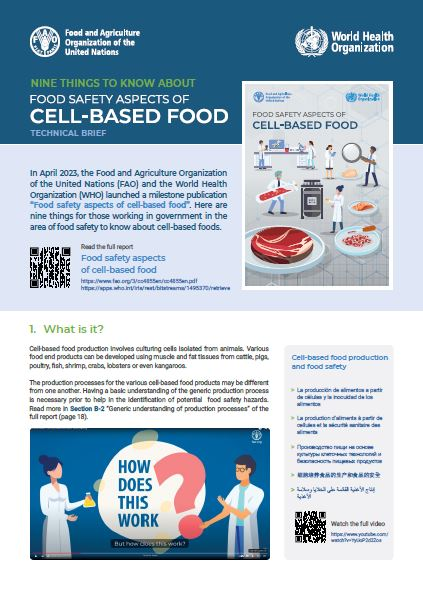 Food and Agriculture
Organization of the
United Nations
World Health
Organization
NINE THINGS TO KNOW ABOUT
FOOD SAFETY ASPECTS OF
CELL-BASED FOOD
TECHNICAL BRIEF
FOOD SAFETY ASPECTS OF
CELL-BASED FOOD
In April 2023, the Food and Agriculture Organization
of the United Nations (FAO) and the World Health
Organization (WHO) launched a milestone publication
“Food safety aspects of cell-based food”. Here are
nine things for those working in government in the
area of food safety to know about cell-based foods.
Read the full report
Food safety aspects
of cell-based food
https://www.fao.org/3/cc4855en/cc4855en.pdf
https://apps.who.int/iris/rest/bitstreams/1495370/retrieve
1. What is it?
Cell-based food production involves culturing cells isolated from animals. Various
food end products can be developed using muscle and fat tissues from cattle, pigs,
poultry, fish, shrimp, crabs, lobsters or even kangaroos.
The production processes for the various cell-based food products may be different
from one another. Having a basic understanding of the generic production process
is necessary prior to help in the identification of potential food safety hazards.
Read more in Section B-2 “Generic understanding of production processes” of the
full report (page 18).
HOW
DOES
THIS
WORK
But how does this work?
Cell-based food production
and food safety
La producción de alimentos a partir
de células y la inocuidad de los
alimentos
La production d'aliments à partir de
cellules et la sécurité sanitaire des
aliments
Производство пищи на основе
культуры клеточных технологий и
безопасность пищевых продуктов
细胞培养食品的生产和食品的安全
إنتاج الأغذية القائمة على الخلايا وسلامة
الأغذية
Watch the full video
https://www.youtube.com/